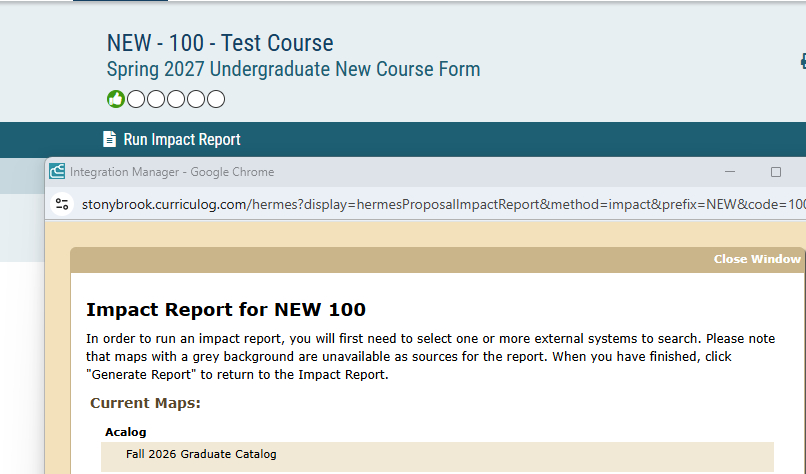 NEW - 100 - Test Course
Spring 2027 Undergraduate New Course Form
Run Impact Report
Integration Manager - Google Chrome
stonybrook.curriculog.com/hermes?display=hermesProposalImpactReport&method=impact&prefix=NEW&code=100
Close Window
Impact Report for NEW 100
In order to run an impact report, you will first need to select one or more external systems to search. Please note
that maps with a grey background are unavailable as sources for the report. When you have finished, click
"Generate Report" to return to the Impact Report.
Current Maps:
Acalog
Fall 2026 Graduate Catalog